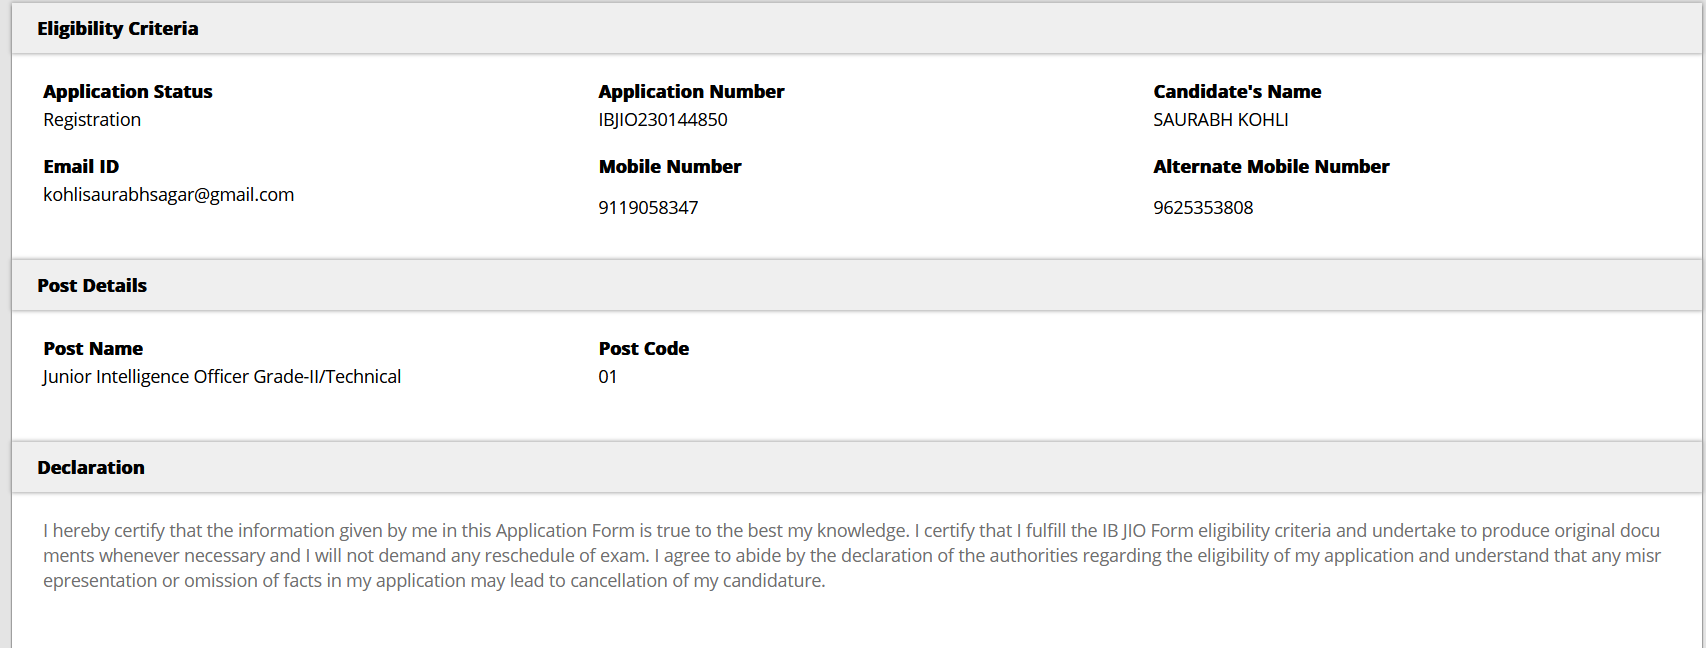 Eligibility Criteria
Application Status
Application Number
Candidate's Name
Registration
IBJIO230144850
SAURABH KOHLI
Email ID
Mobile Number
Alternate Mobile Number
kohlisaurabhsagar@gmail.com
9119058347
9625353808
Post Details
Post Name
Post Code
Junior Intelligence Officer Grade-II/Technical
01
Declaration
I hereby certify that the information given by me in this Application Form is true to the best my knowledge. I certify that I fulfill the IB JIO Form eligibility criteria and undertake to produce original docu
ments whenever necessary and I will not demand any reschedule of exam. I agree to abide by the declaration of the authorities regarding the eligibility of my application and understand that any misr
epresentation or omission of facts in my application may lead to cancellation of my candidature.